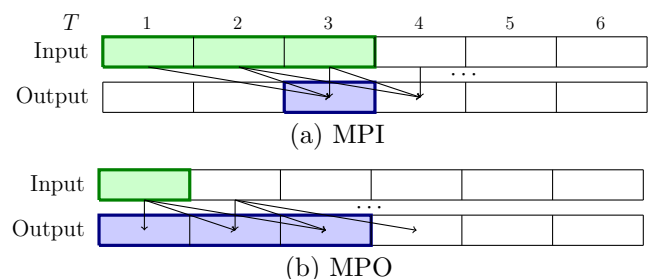 T 1 2 3 4 5 6
Input
...
Output
(a) MPI
Input
...
Output
(b) MPO